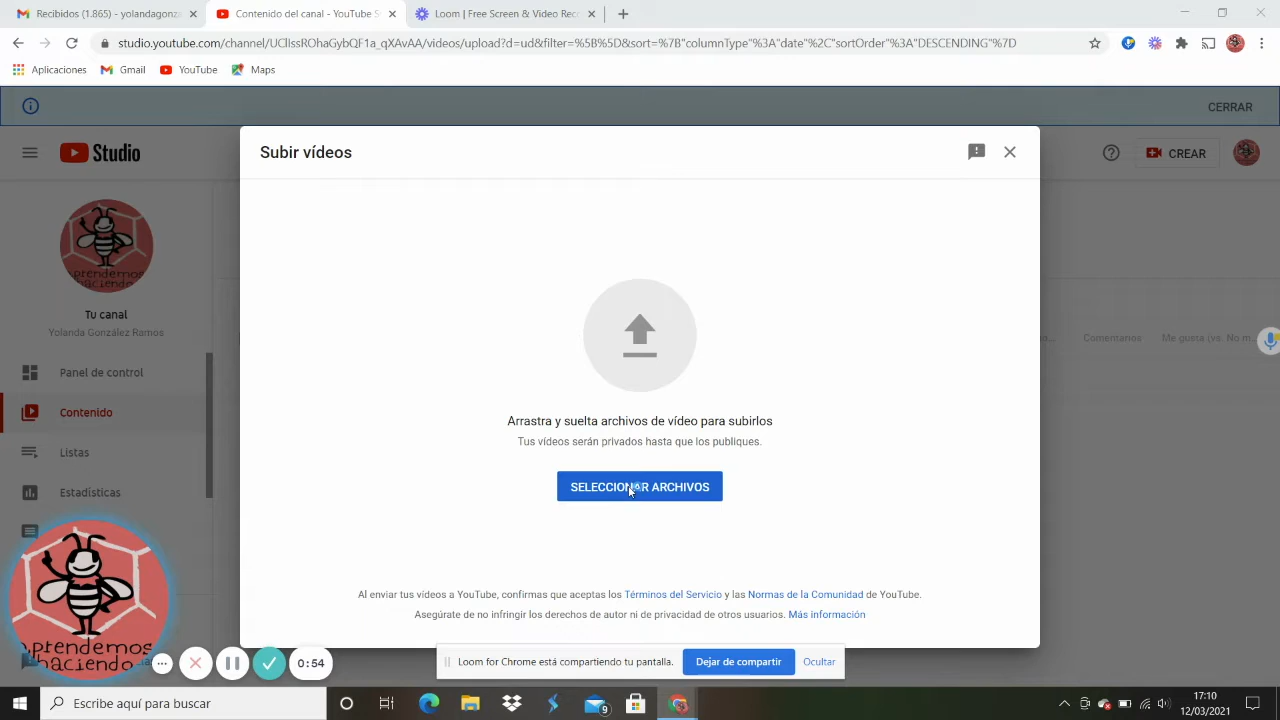 Recibidos (1.865) - yolandagonz
Contenido del canal - YouTube S
Loom | Free Screen & Video Rec
studio.youtube.com/channel/UClIssROhaGybQF1a_qXAvAA/videos/upload?d=ud&filter=%5B%5D&sort=%7B"columnType"%3A"date"%2C"sortOrder"%3A"DESCENDING"%7D
Aplicaciones
Gmail
YouTube
Maps
CERRAR
Studio
Subir vídeos
CREAR
Aprendemos
Haciendo
Tu canal
Yolanda González Ramos
Comentarios
Me gusta (vs. No m...
Panel de control
Contenido
Listas
Estadísticas
Arrastra y suelta archivos de vídeo para subirlos
Tus vídeos serán privados hasta que los publiques.
SELECCIONAR ARCHIVOS
Al enviar tus vídeos a YouTube, confirmas que aceptas los Términos del Servicio y las Normas de la Comunidad de YouTube.
Asegúrate de no infringir los derechos de autor ni de privacidad de otros usuarios. Más información
prendemos
haciendo
0:54
Loom for Chrome está compartiendo tu pantalla.
Dejar de compartir
Ocultar
Escribe aquí para buscar
9
17:10
12/03/2021